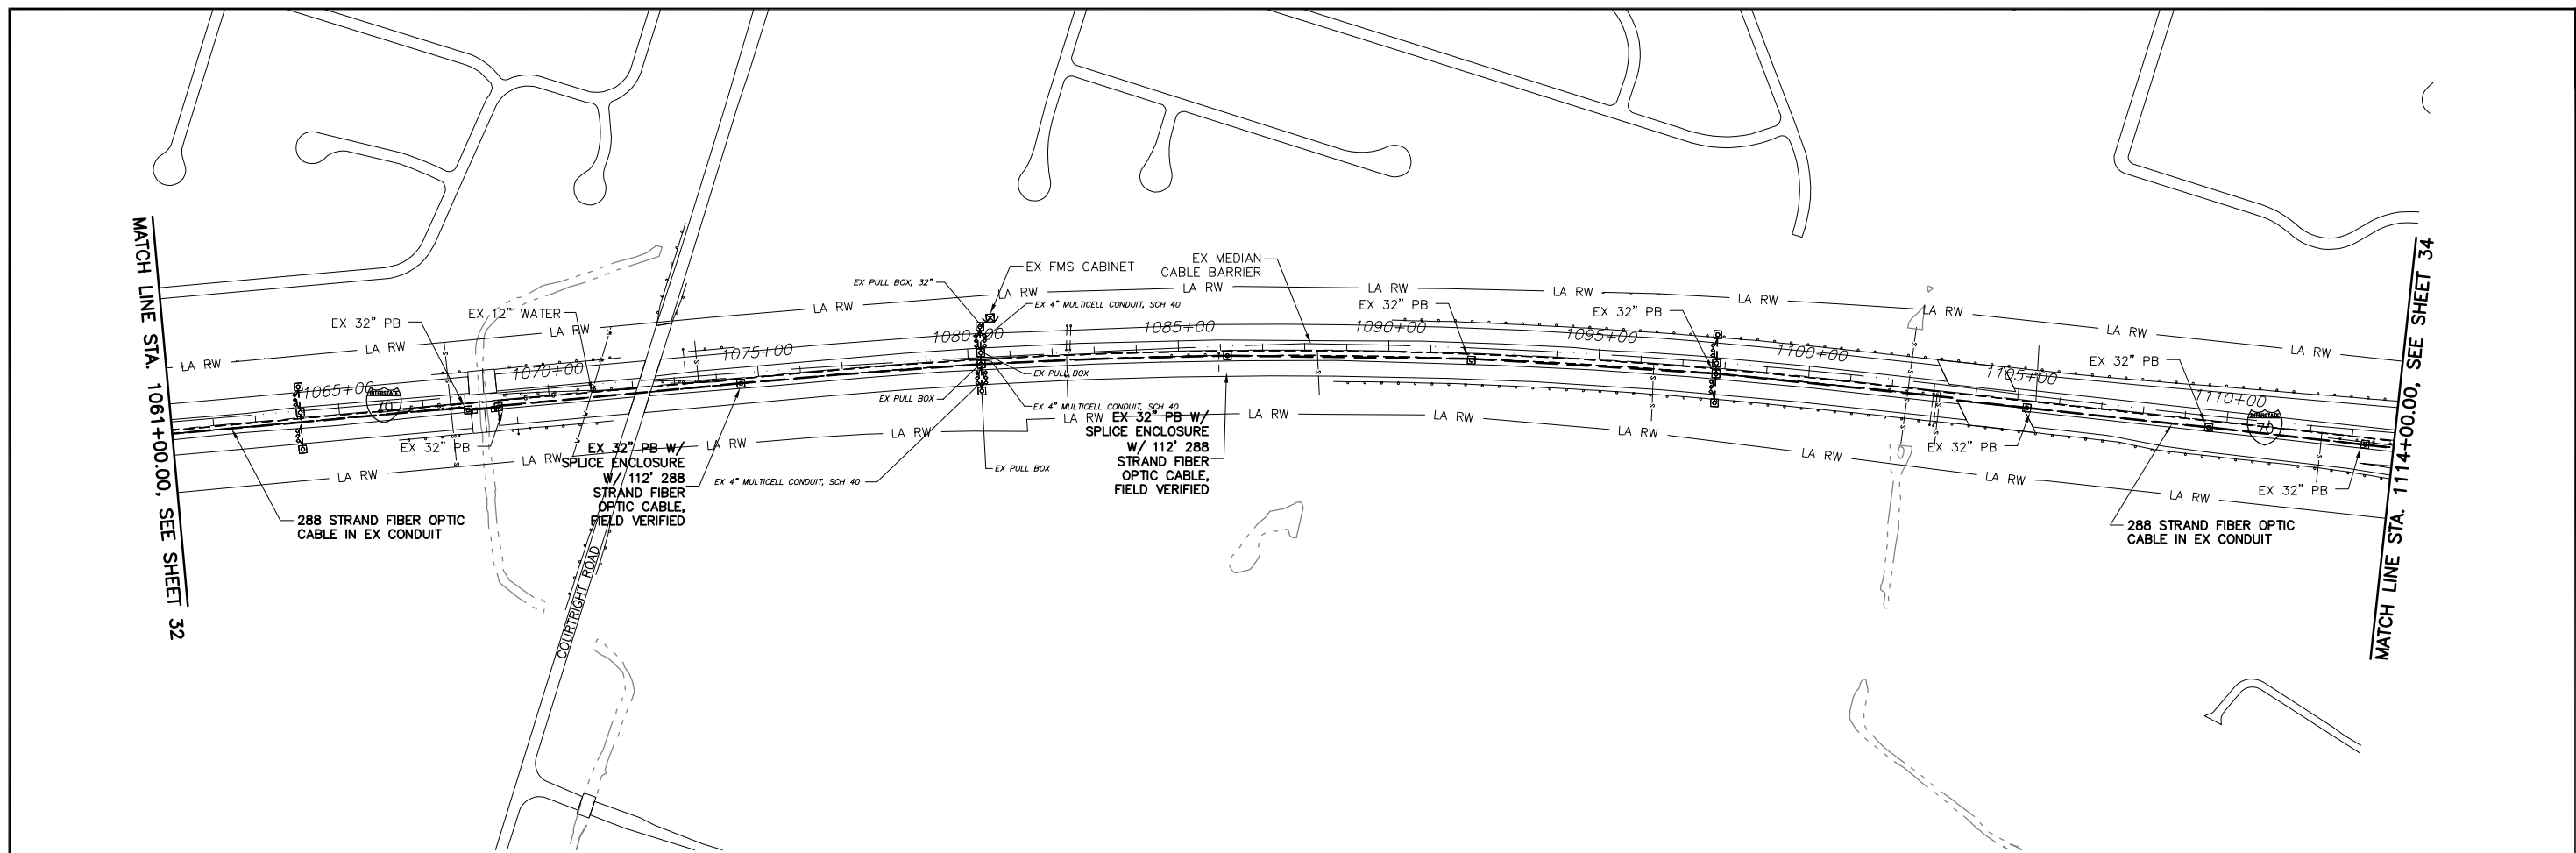 MATCH LINE STA. 1061+00.00, SEE SHEET 32
LA RW
LA RW
LA RW
LA RW
LA RW
LA RW
LA RW
LA RW
LA RW
LA RW
LA RW
LA RW
EX 32" PB
EX 12" WATER
EX PULL BOX, 32"
EX FMS CABINET
EX 4" MULTICELL CONDUIT, SCH 40
EX MEDIAN
CABLE BARRIER
EX 32" PB
EX 32" PB
EX 32" PB
1065+00
1070+00
1075+00
1080+00
1085+00
1090+00
1095+00
1100+00
1105+00
1110+00
INTERSTATE
70
INTERSTATE
70
EX PULL BOX
EX PULL BOX
EX 4" MULTICELL CONDUIT, SCH 40
EX 32" PB
EX 32" PB W/
SPLICE ENCLOSURE
W/ 112' 288
STRAND FIBER
OPTIC CABLE,
FIELD VERIFIED
EX 4" MULTICELL CONDUIT, SCH 40
EX PULL BOX
EX 32" PB W/
SPLICE ENCLOSURE
W/ 112' 288
STRAND FIBER
OPTIC CABLE,
FIELD VERIFIED
EX 32" PB
EX 32" PB
LA RW
LA RW
LA RW
LA RW
LA RW
LA RW
LA RW
LA RW
LA RW
LA RW
LA RW
288 STRAND FIBER OPTIC
CABLE IN EX CONDUIT
288 STRAND FIBER OPTIC
CABLE IN EX CONDUIT
COURTRIGHT ROAD
MATCH LINE STA. 1114+00.00, SEE SHEET 34